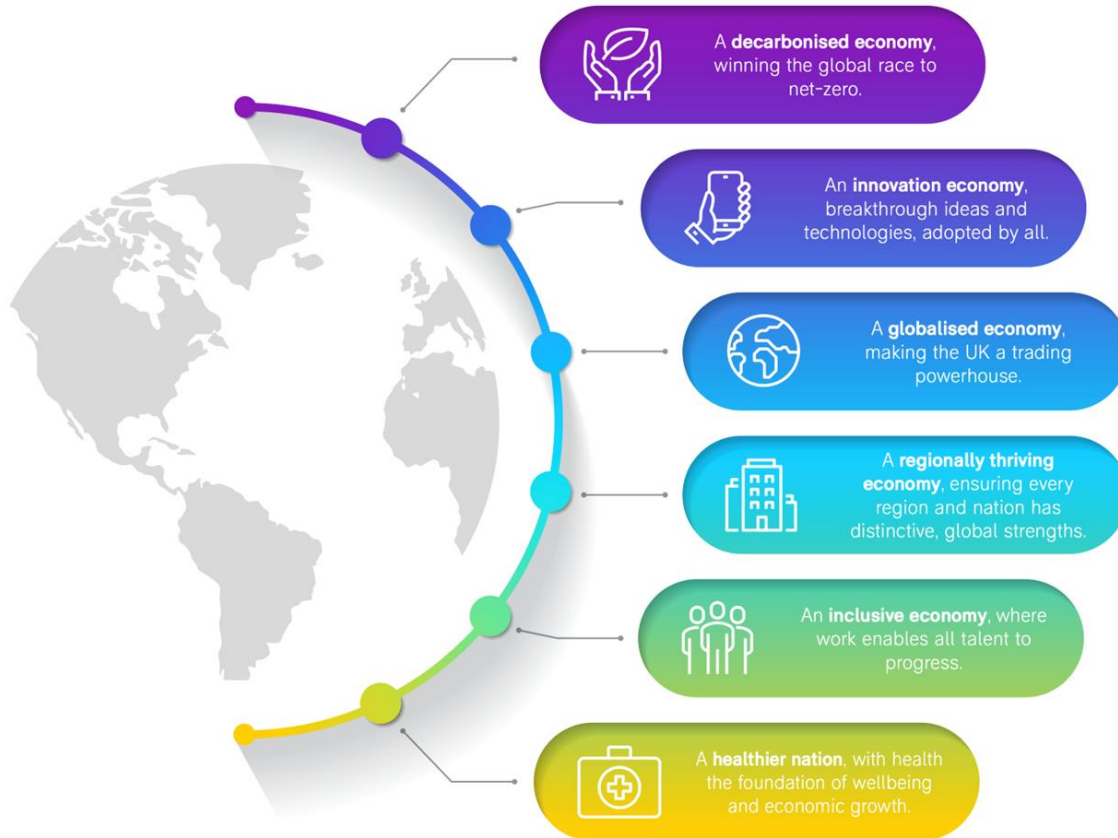 A decarbonised economy,
winning the global race to
net-zero.
An innovation economy,
breakthrough ideas and
technologies, adopted by all.
A globalised economy,
making the UK a trading
powerhouse.
A regionally thriving
economy, ensuring every
region and nation has
distinctive, global strengths.
An inclusive economy, where
work enables all talent to
progress.
A healthier nation, with health
the foundation of wellbeing
and economic growth.